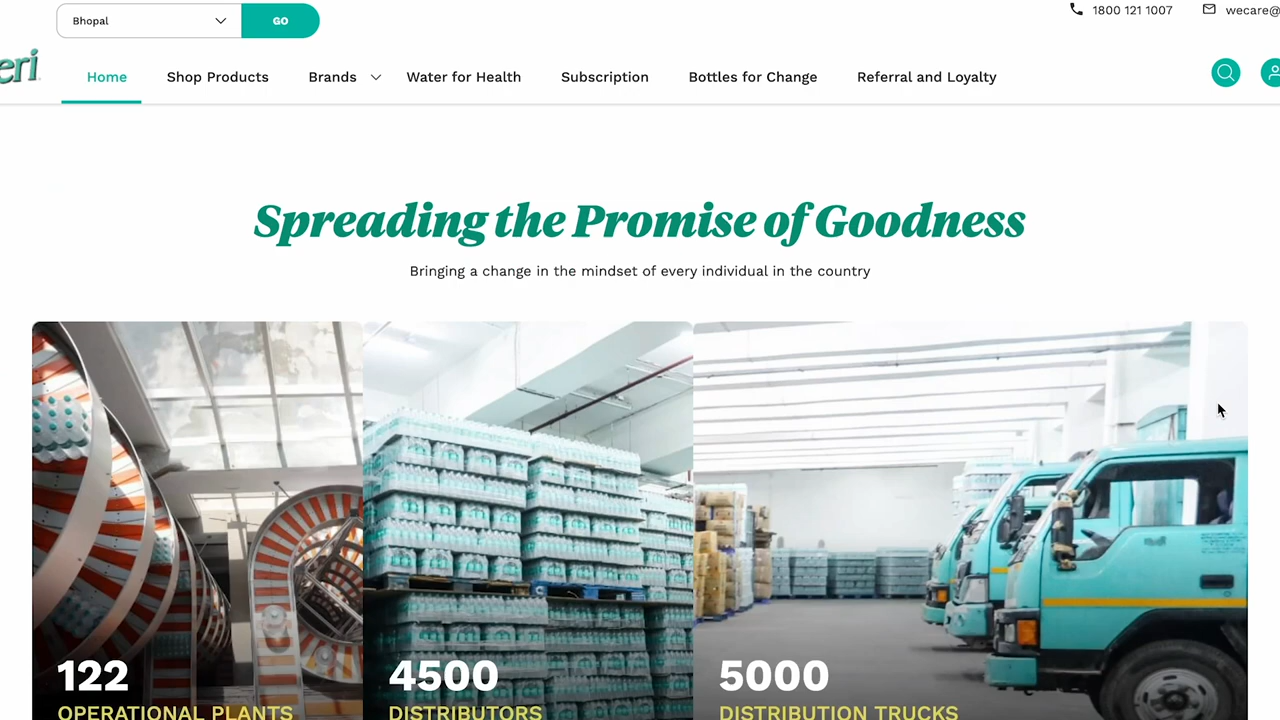 Bhopal
GO
1800 121 1007
wecare@
eri
Home
Shop Products
Brands
Water for Health
Subscription
Bottles for Change
Referral and Loyalty
Spreading the Promise of Goodness
Bringing a change in the mindset of every individual in the country
122
OPERATIONAL PLANTS
4500
DISTRIBUTORS
5000
DISTRIBUTION TRUCKS